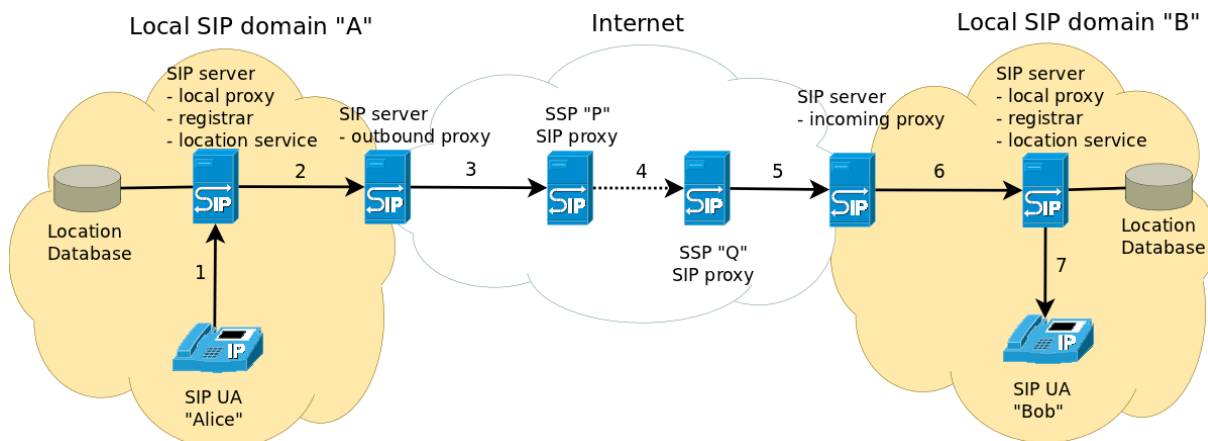 Local SIP domain "A"
Internet
Local SIP domain "B"
SIP server
- local proxy
- registrar
- location service
SIP server
- outbound proxy
SSP "P"
SIP proxy
SIP server
- incoming proxy
SIP server
- local proxy
- registrar
- location service
Location
Database
SIP
2
SIP
3
SIP
4
SIP
5
SIP
6
SIP
Location
Database
SSP "Q"
SIP proxy
1
7
IP
SIP UA
"Alice"
IP
SIP UA
"Bob"